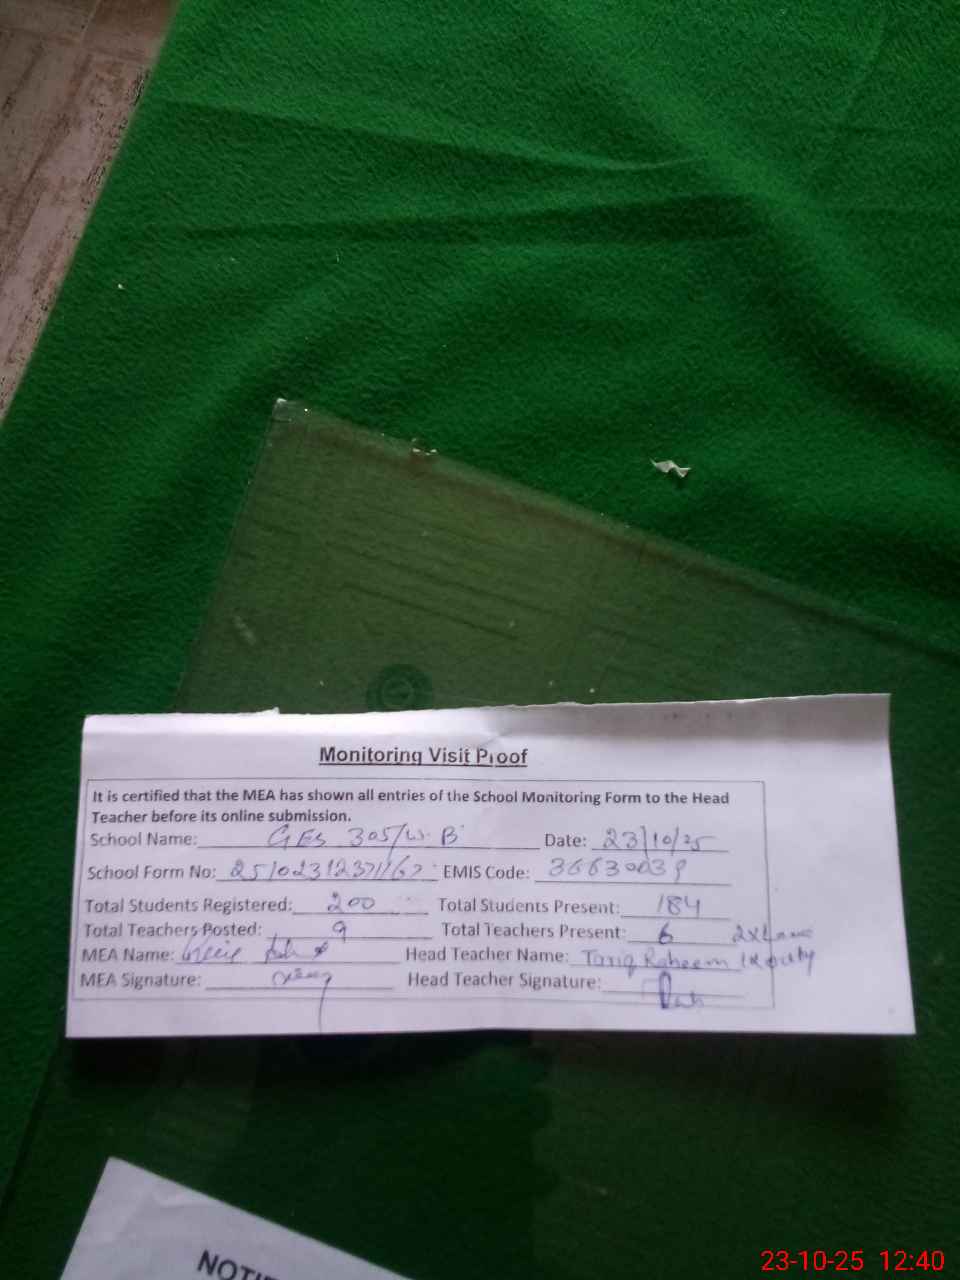 Monitoring Visit Proof
It is certified that the MEA has shown all entries of the School Monitoring Form to the Head
Teacher before its online submission.
School Name: GES 305/W.B Date: 23/10/25
School Form No: EMIS Code: 36630039
Total Students Registered: 200 Total Students Present: 184
Total Teachers Posted: 9 Total Teachers Present: 6
MEA Name: Head Teacher Name: Tariq Raheem
MEA Signature: Head Teacher Signature:
23-10-25 12:40